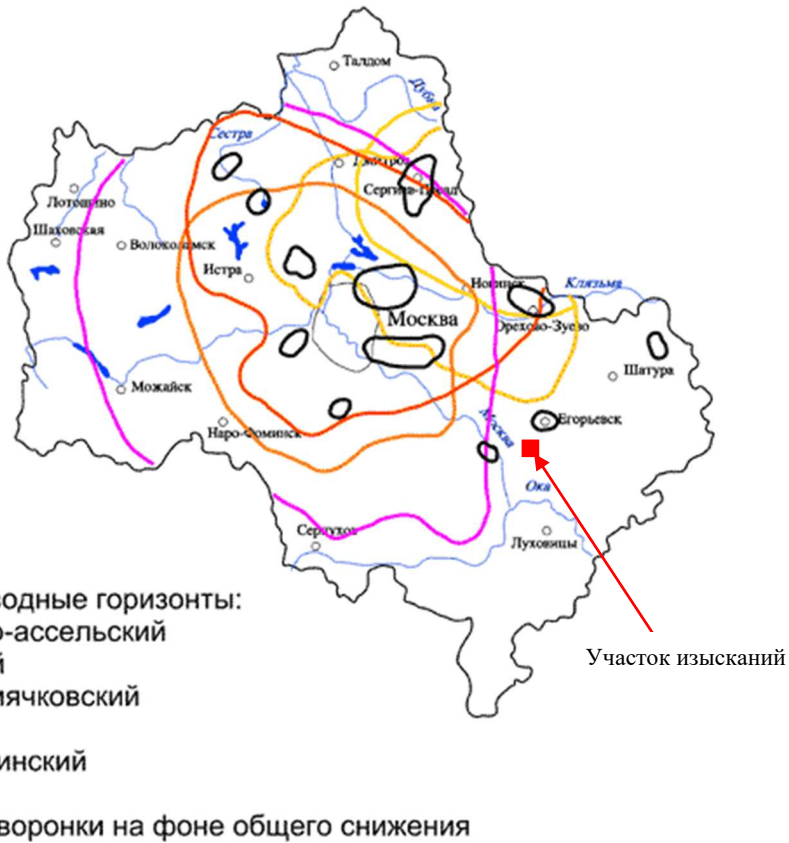 Талдом
Дубна
Сестра
Дмитров
Сергиев-Посад
Лотошино
Шаховская
Волоколамск
Истра
Ногинск
Клязьма
Москва
Орехово-Зуево
Шатура
Можайск
Наро-Фоминск
Москва
Егорьевск
Ока
Серпухов
Луховицы
водные горизонты:
о-ассельский
й
мячковский
Участок изысканий
инский
воронки на фоне общего снижения